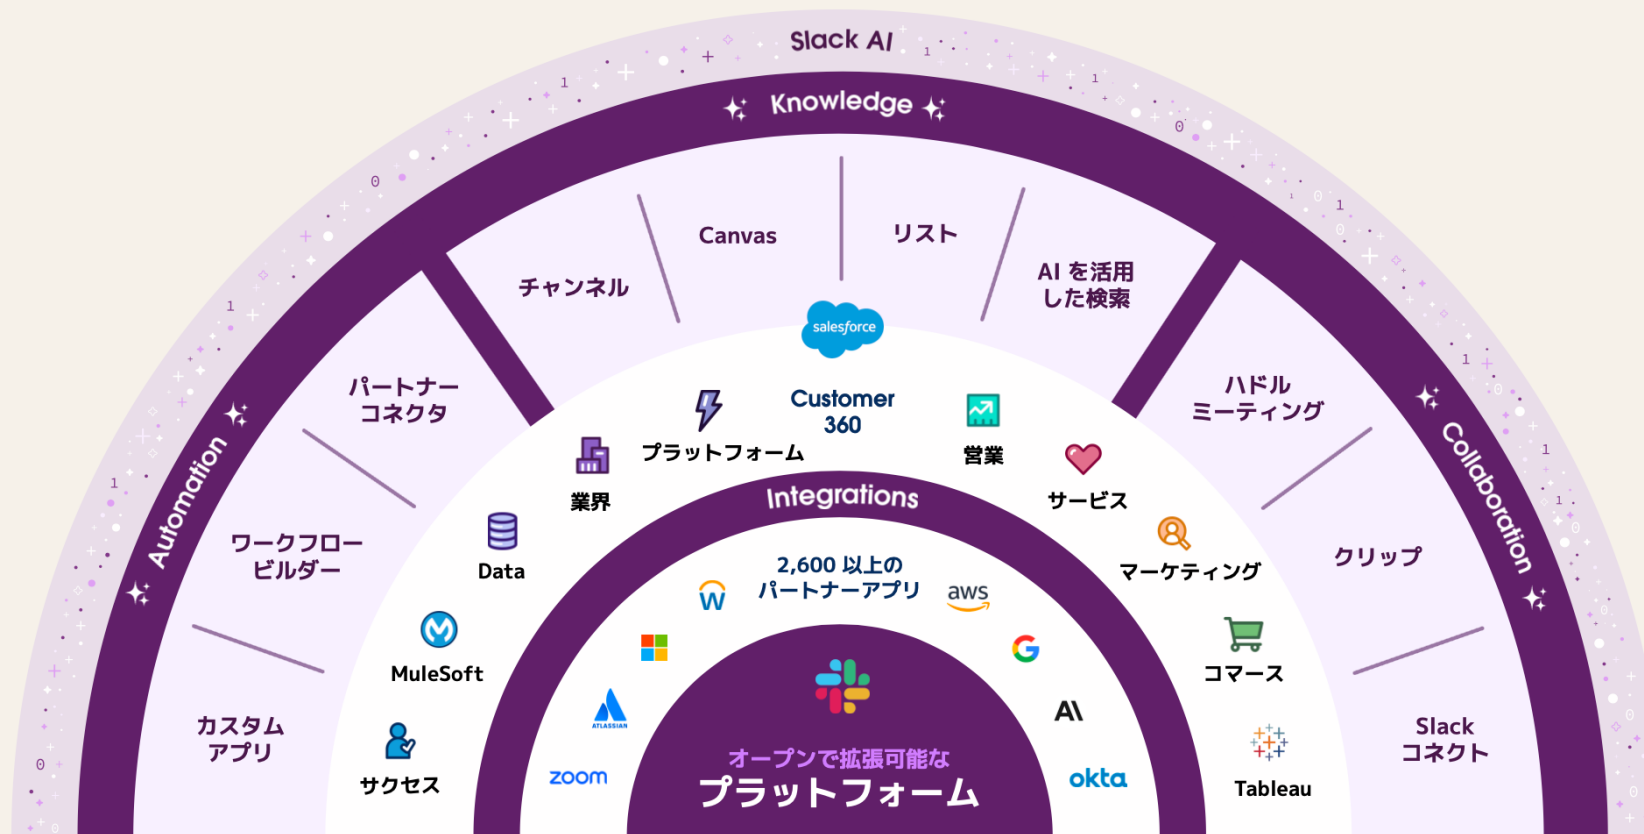 Slack AI
Knowledge
Automation
Collaboration
チャンネル
Canvas
リスト
AI を活用
した検索
パートナー
コネクタ
ワークフロー
ビルダー
カスタム
アプリ
ハドル
ミーティング
クリップ
Slack
コネクト
salesforce
Customer
360
プラットフォーム
業界
Data
MuleSoft
サクセス
営業
サービス
マーケティング
コマース
Tableau
Integrations
2,600 以上の
パートナーアプリ
W
aws
G
ATLASSIAN
AI
zoom
okta
オープンで拡張可能な
プラットフォーム